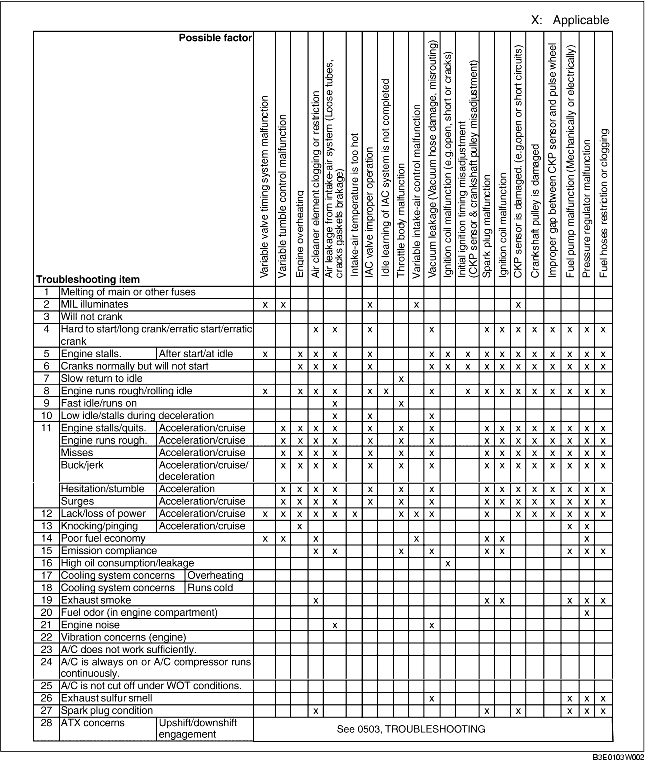 X: Applicable
Possible factor
Variable valve timing system malfunction
Variable tumble control malfunction
Engine overheating
Air cleaner element clogging or restriction
Air leakage from intake-air system (Loose tubes,
cracks gaskets brakage)
Intake-air temperature is too hot
IAC valve improper operation
Idle learning of IAC system is not completed
Throttle body malfunction
Variable intake-air control malfunction
Vacuum leakage (Vacuum hose damage, misrouting)
Ignition coil malfunction (e.g.open, short or cracks)
Initial ignition timing misadjustment
(CKP sensor & crankshaft pulley misadjustment)
Spark plug malfunction
Ignition coil malfunction
CKP sensor is damaged. (e.g.open or short circuits)
Crankshaft pulley is damaged
Improper gap between CKP sensor and pulse wheel
Fuel pump malfunction (Mechanically or electrically)
Pressure regulator malfunction
Fuel hoses restriction or clogging
Troubleshooting item
1 Melting of main or other fuses
2 MIL illuminates x x x x x
3 Will not crank
4 Hard to start/long crank/erratic start/erratic x x x x x x x x x x x x
crank
5 Engine stalls. After start/at idle x x x x x x x x x x x x x x x x
6 Cranks normally but will not start x x x x x x x x x x x x x x x
7 Slow return to idle x
8 Engine runs rough/rolling idle x x x x x x x x x x x x x x x x
9 Fast idle/runs on x x
10 Low idle/stalls during deceleration x x x
11 Engine stalls/quits. Acceleration/cruise x x x x x x x x x x x x x x x
Engine runs rough. Acceleration/cruise x x x x x x x x x x x x x x x
Misses Acceleration/cruise x x x x x x x x x x x x x x x
Buck/jerk Acceleration/cruise/ x x x x x x x x x x x x x x x
deceleration
Hesitation/stumble Acceleration x x x x x x x x x x x x x x x
Surges Acceleration/cruise x x x x x x x x x x x x x x x
12 Lack/loss of power Acceleration/cruise x x x x x x x x x x x x x x x x
13 Knocking/pinging Acceleration/cruise x x x
14 Poor fuel economy x x x x x x x
15 Emission compliance x x x x x x x x x
16 High oil consumption/leakage x
17 Cooling system concerns Overheating
18 Cooling system concerns Runs cold
19 Exhaust smoke x x x x x x
20 Fuel odor (in engine compartment) x
21 Engine noise x x
22 Vibration concerns (engine)
23 A/C does not work sufficiently.
24 A/C is always on or A/C compressor runs
continuously.
25 A/C is not cut off under WOT conditions.
26 Exhaust sulfur smell x x x x
27 Spark plug condition x x x x x x
28 ATX concerns Upshift/downshift See 0503, TROUBLESHOOTING
engagement
B3E0103W002